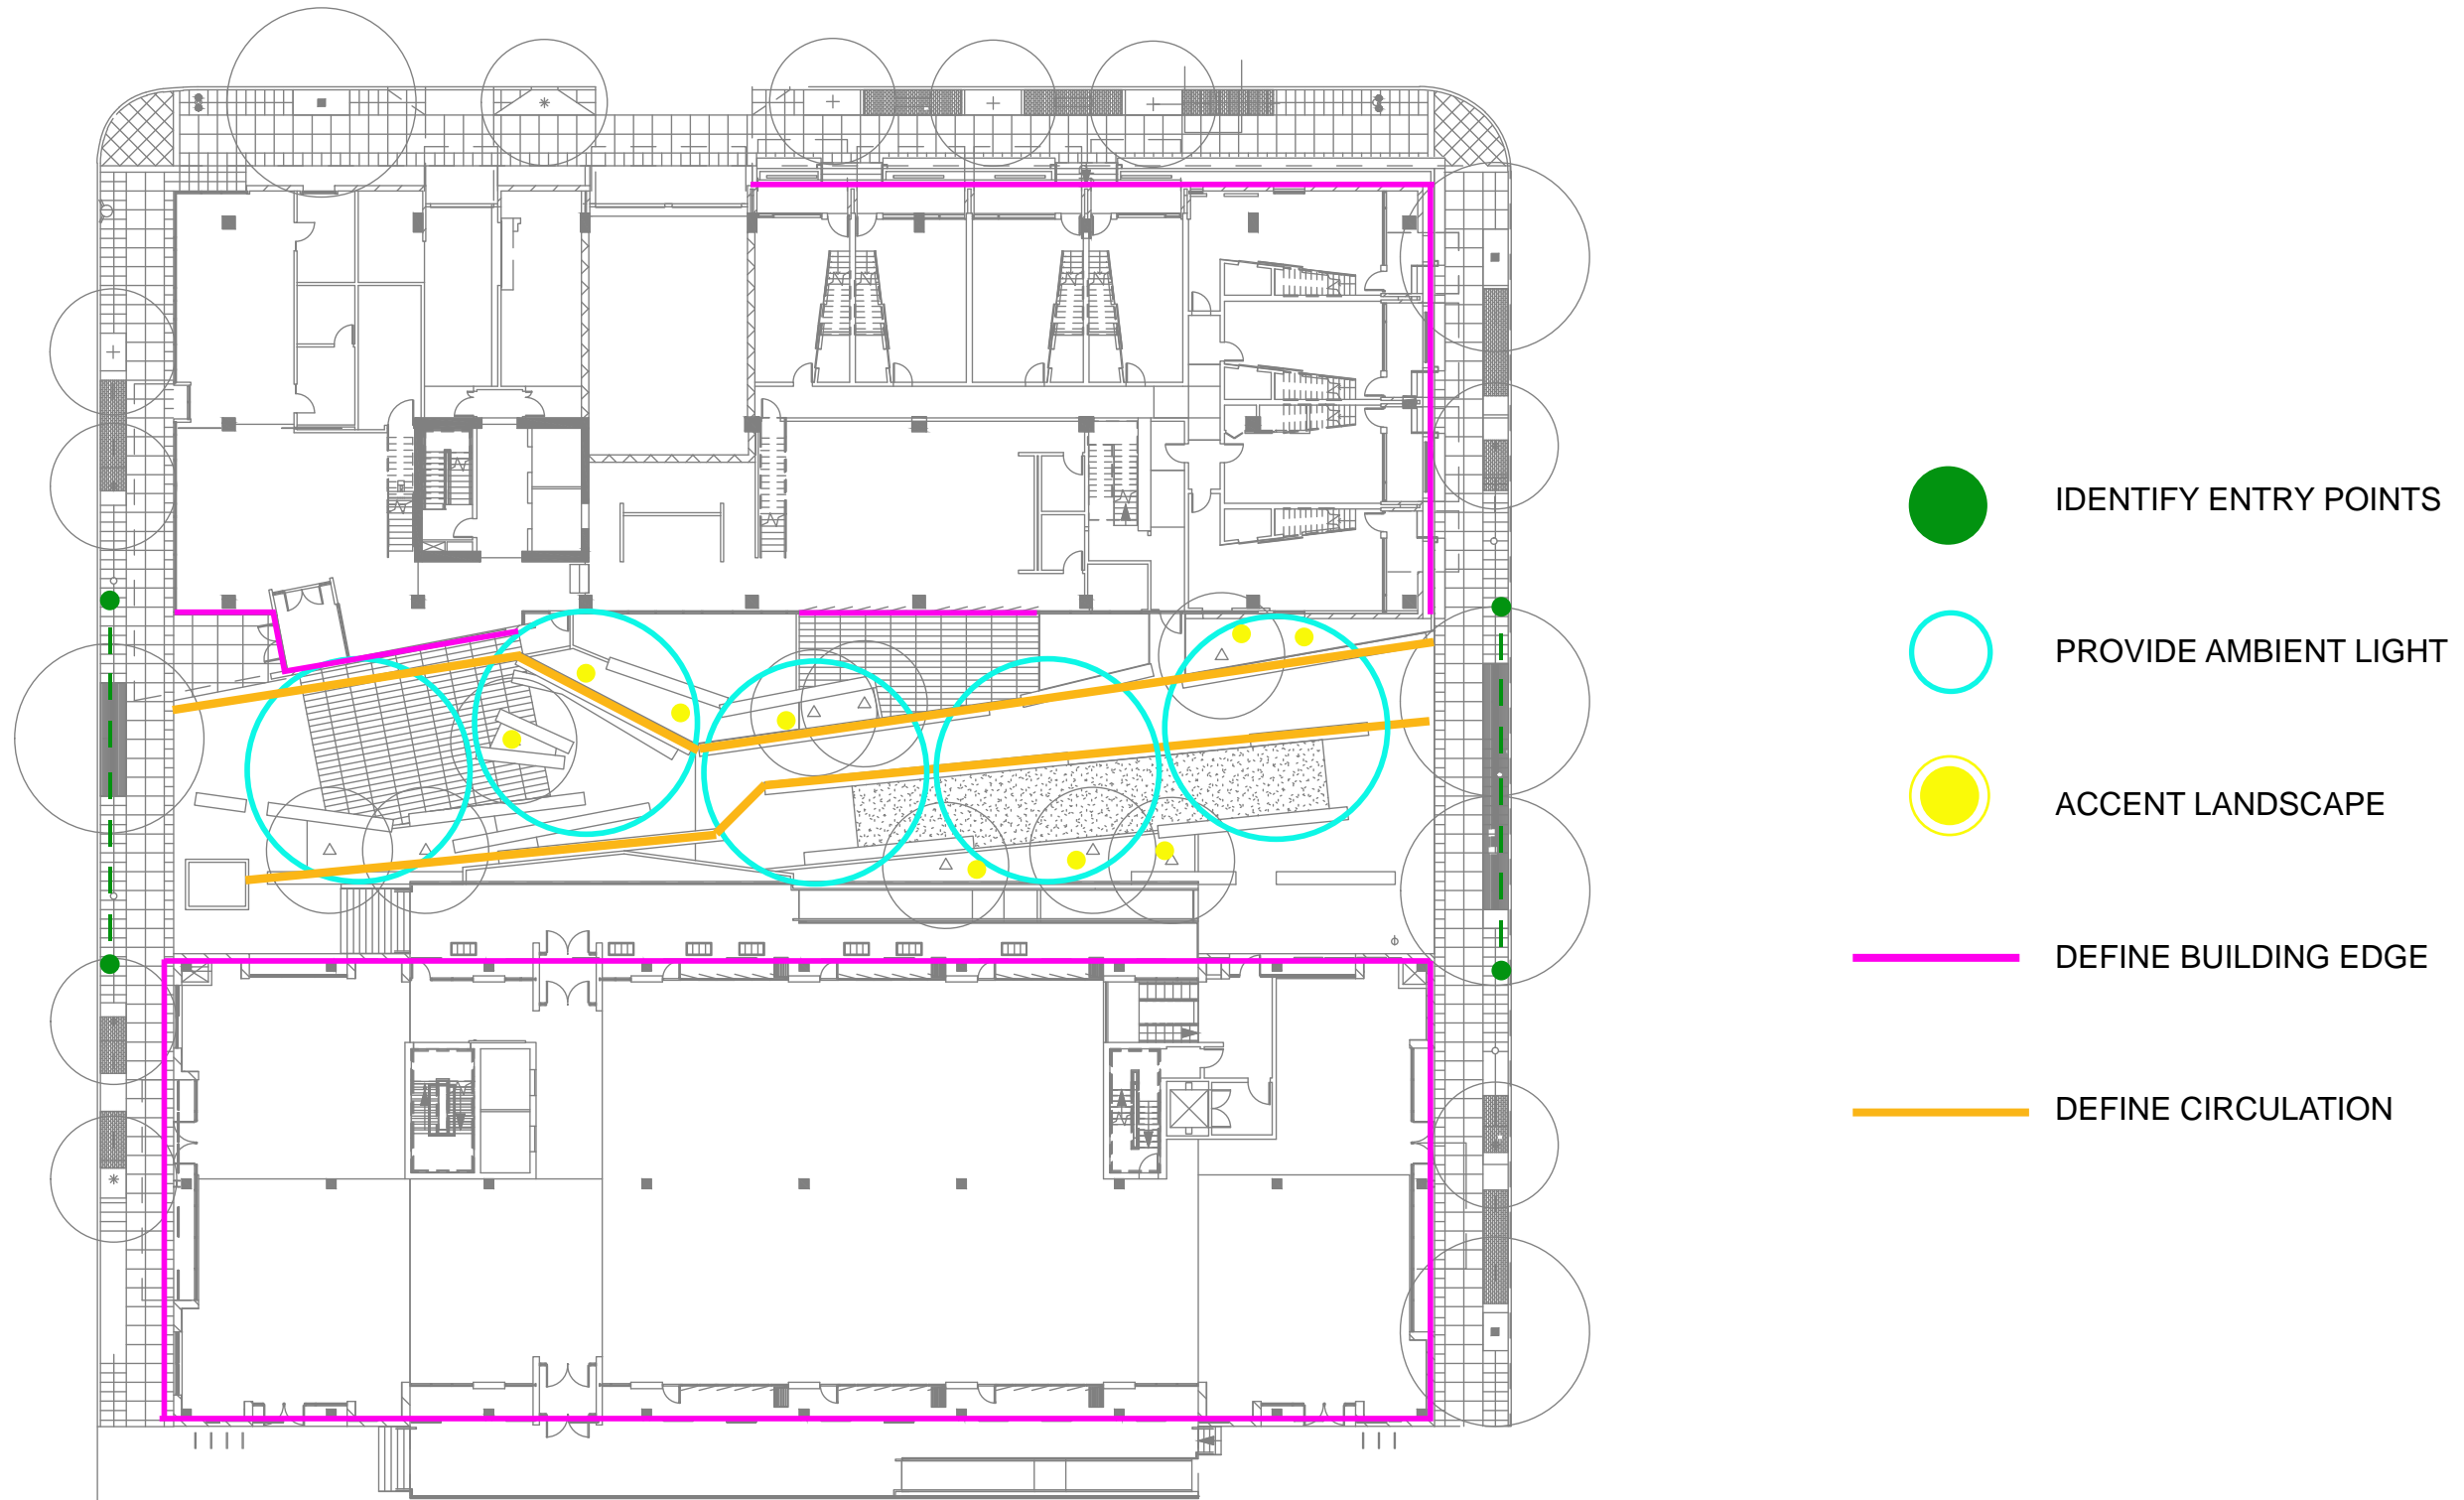 IDENTIFY ENTRY POINTS
PROVIDE AMBIENT LIGHT
ACCENT LANDSCAPE
DEFINE BUILDING EDGE
DEFINE CIRCULATION